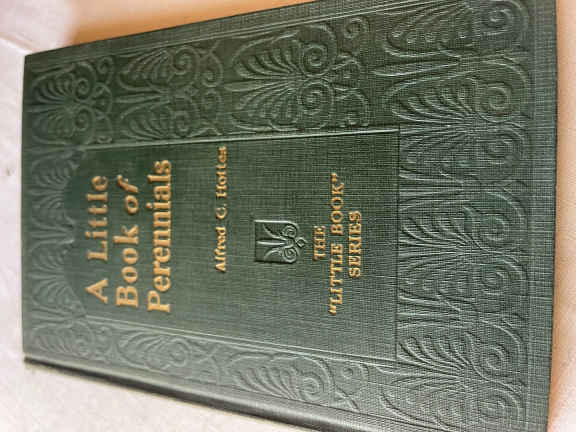 A Little
Book of
Perennials
Alfred C. Hottes
THE
"LITTLE BOOK"
SERIES